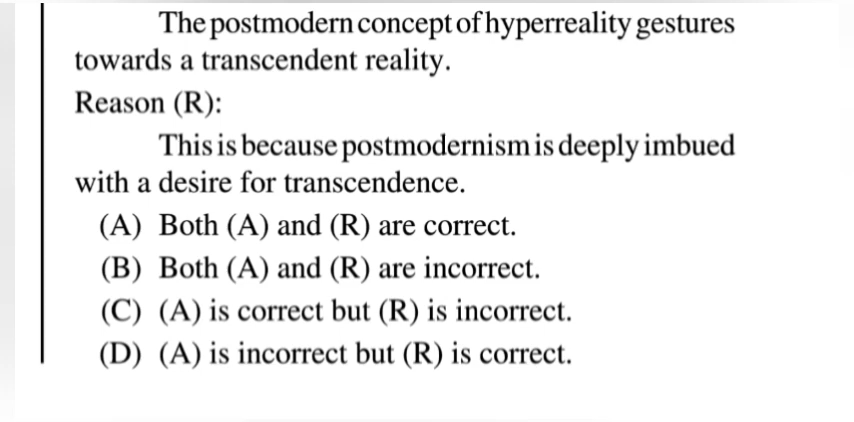 The postmodern concept of hyperreality gestures
towards a transcendent reality.
Reason (R):
This is because postmodernism is deeply imbued
with a desire for transcendence.
(A) Both (A) and (R) are correct.
(B) Both (A) and (R) are incorrect.
(C) (A) is correct but (R) is incorrect.
(D) (A) is incorrect but (R) is correct.